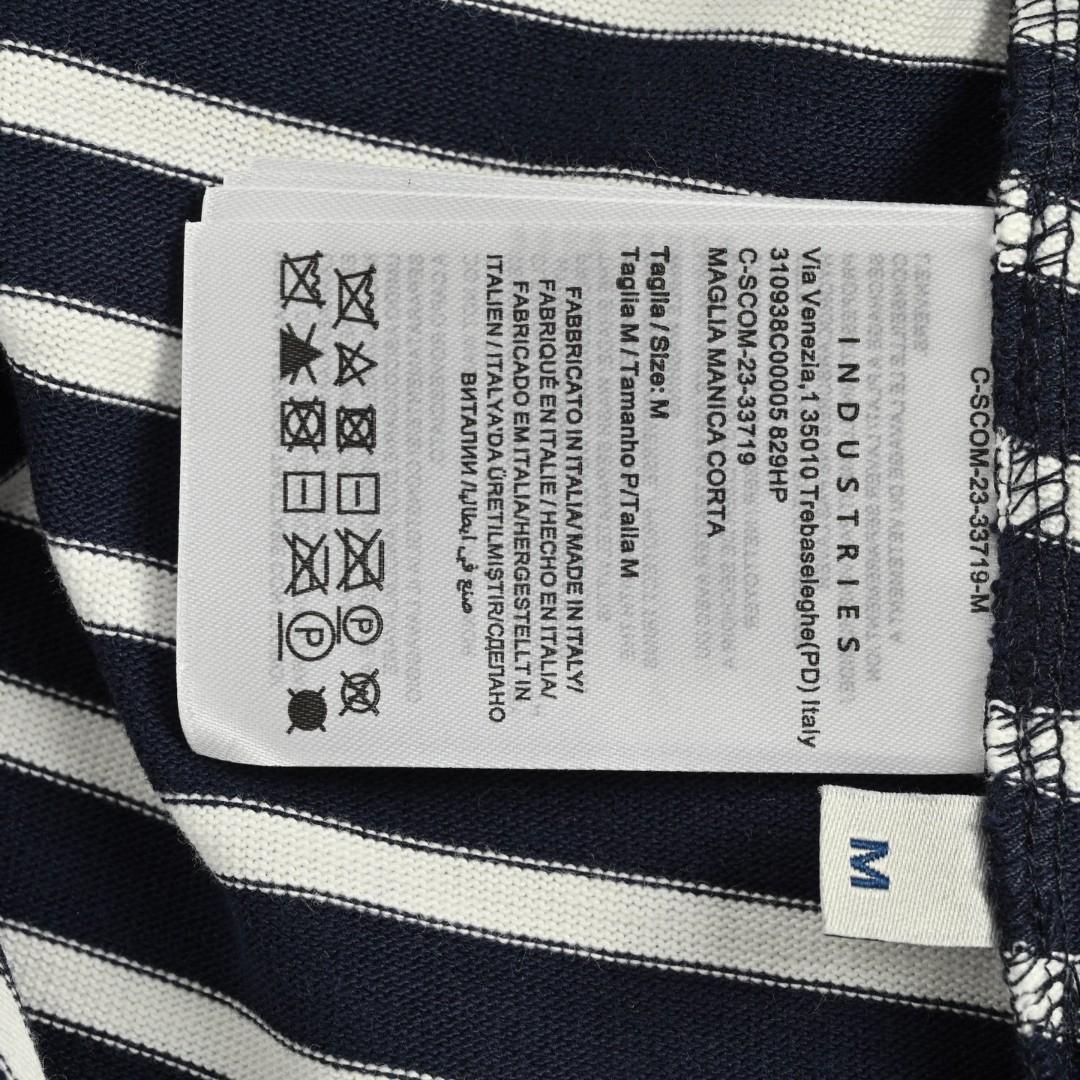 C-SCOM-23-33719-M
INDUSTRIES
Via Venezia,1 35010 Trebaseleghe(PD) Italy
310938C00005 829HP
C-SCOM-23-33719
MAGLIA MANICA CORTA
Taglia / Size: M
Taglia M / Tamanho P/Talla M
FABBRICATO IN ITALIA/ MADE IN ITALY/
FABRIQUÉ EN ITALIE / HECHO EN ITALIA/
FABRICADO EM ITALIA/HERGESTELLT IN
ITALIEN / ITALYA'DA ÜRETILMIŞTIR/СДЕЛАНО
ВИТАЛИИ /صنع في ايطاليا
M